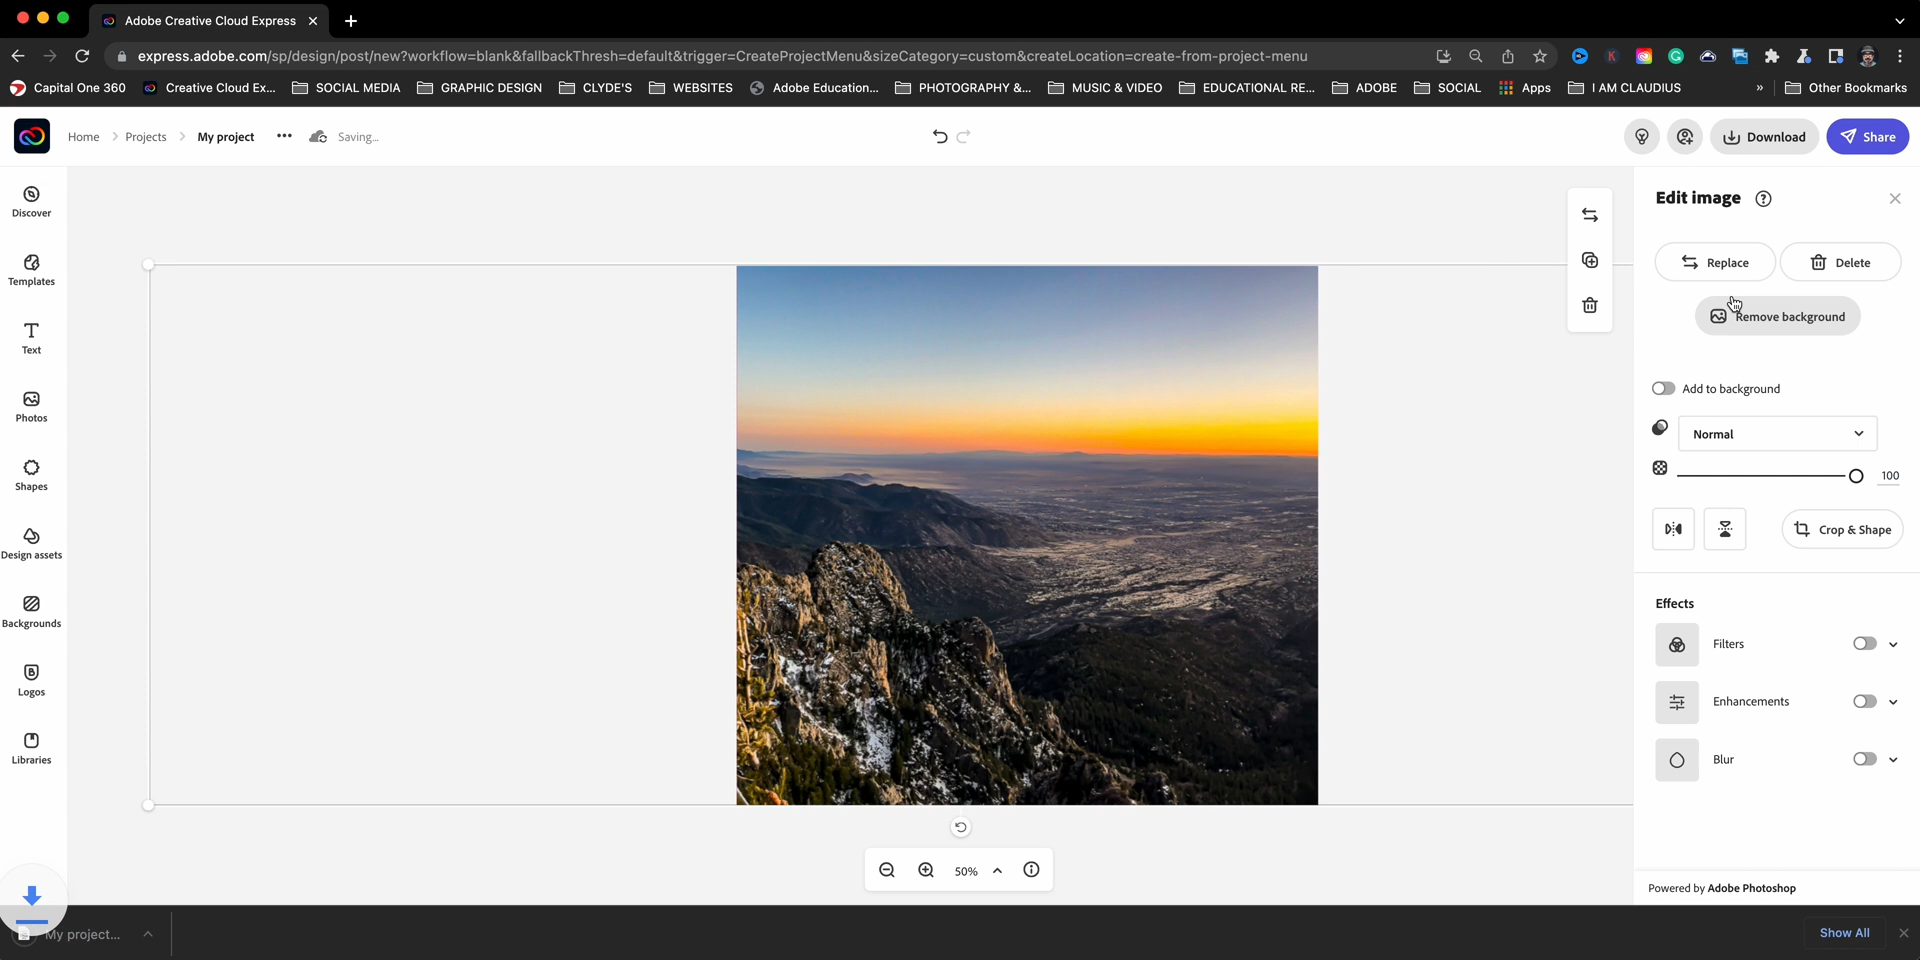 Adobe Creative Cloud Express
express.adobe.com/sp/design/post/new?workflow=blank&fallbackThresh=default&trigger=CreateProjectMenu&sizeCategory=custom&createLocation=create-from-project-menu
Capital One 360 Creative Cloud Ex... SOCIAL MEDIA GRAPHIC DESIGN CLYDE'S WEBSITES Adobe Education... PHOTOGRAPHY &... MUSIC & VIDEO EDUCATIONAL RE... ADOBE SOCIAL Apps I AM CLAUDIUS » Other Bookmarks
Home Projects My project ••• Saving... Download Share
Discover
Templates
Text
Photos
Shapes
Design assets
Backgrounds
Logos
Libraries
Edit image
Replace Delete
Remove background
Add to background
Normal
100
Crop & Shape
Effects
Filters
Enhancements
Blur
50%
Powered by Adobe Photoshop
My project... Show All